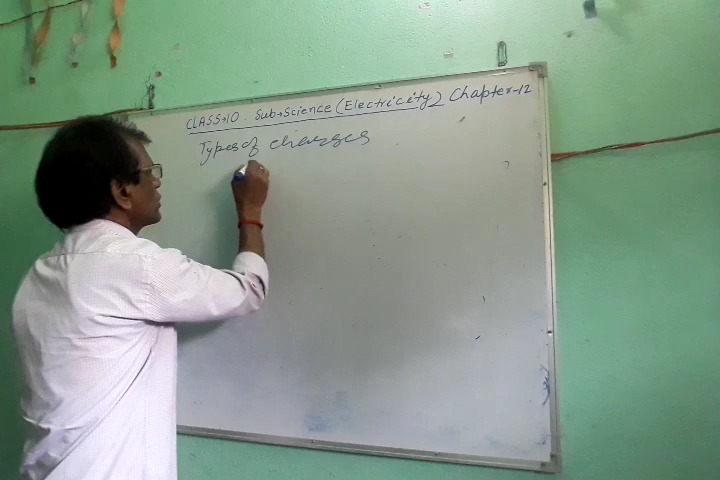 CLASS→10. Sub→Science (Electricity) Chapter-12
Types of charges